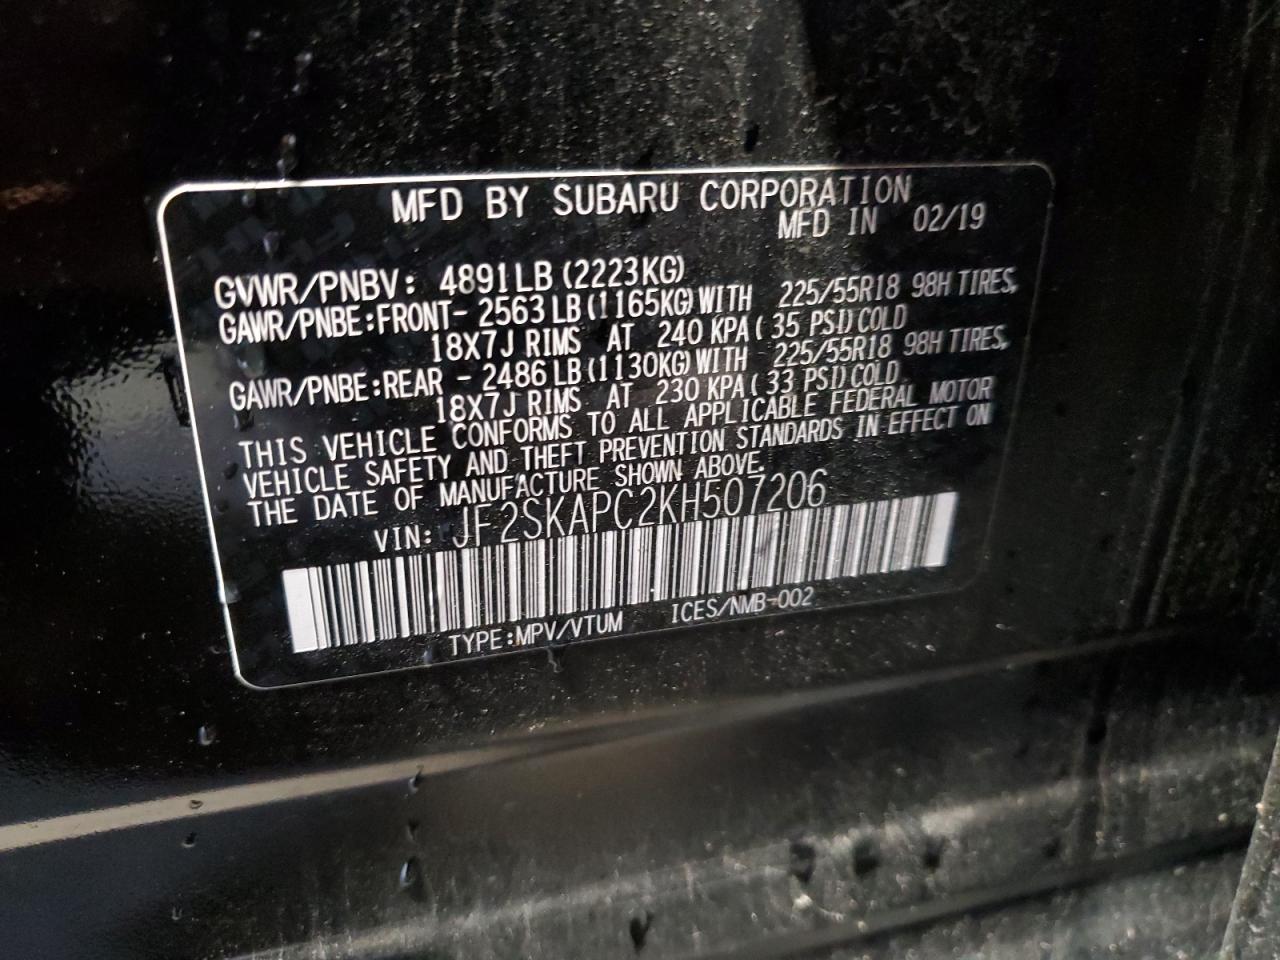 MFD BY SUBARU CORPORATION
MFD IN 02/19
GVWR/PNBV: 4891LB (2223KG)
GAWR/PNBE:FRONT- 2563LB(1165KG)WITH 225/55R18 98H TIRES,
18X7J RIMS AT 240 KPA( 35 PSI)COLD
GAWR/PNBE:REAR - 2486LB(1130KG)WITH 225/55R18 98H TIRES,
18X7J RIMS AT 230 KPA( 33 PSI)COLD
THIS VEHICLE CONFORMS TO ALL APPLICABLE FEDERAL MOTOR
VEHICLE SAFETY AND THEFT PREVENTION STANDARDS IN EFFECT ON
THE DATE OF MANUFACTURE SHOWN ABOVE.
VIN: JF2SKAPC2KH507206
TYPE:MPV/VTUM ICES/NMB-002